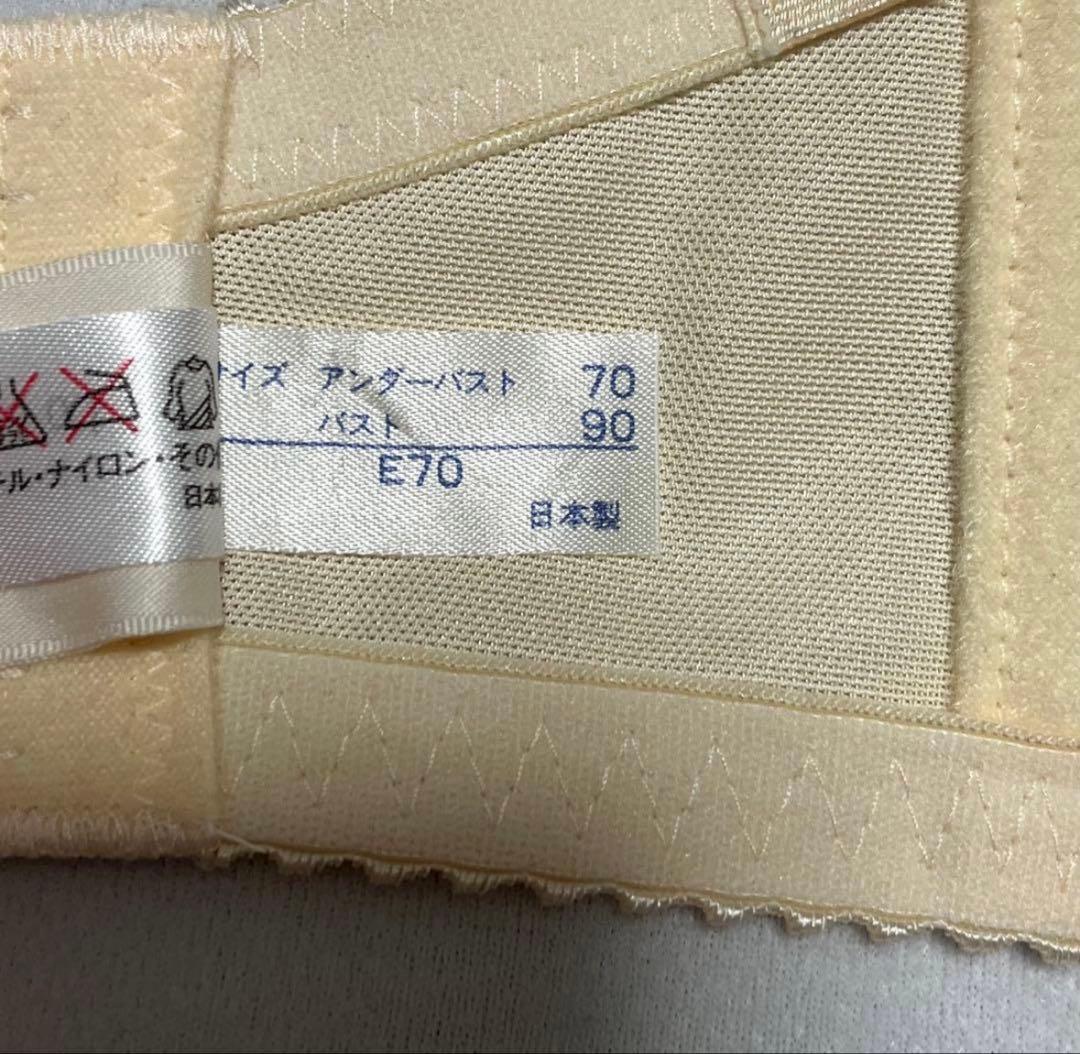 イズ アンダーバスト 70
バスト 90
E70
日本製
ル・ナイロン・その
日本